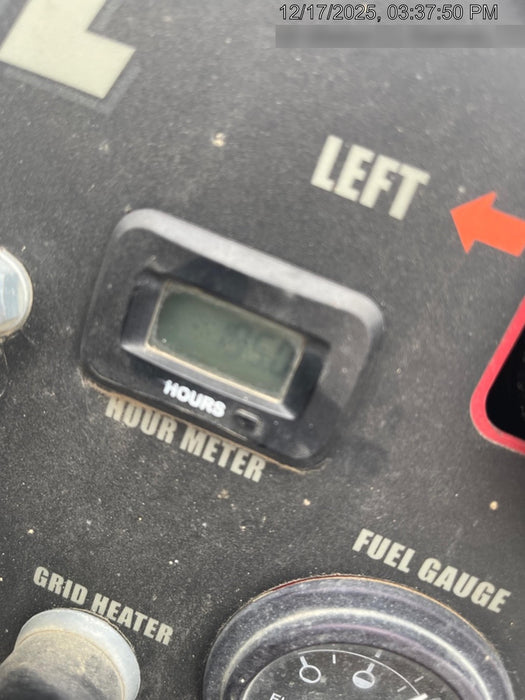 12/17/2025, 03:37:50 PM
LEFT
HOURS
HOUR METER
FUEL GAUGE
GRID HEATER